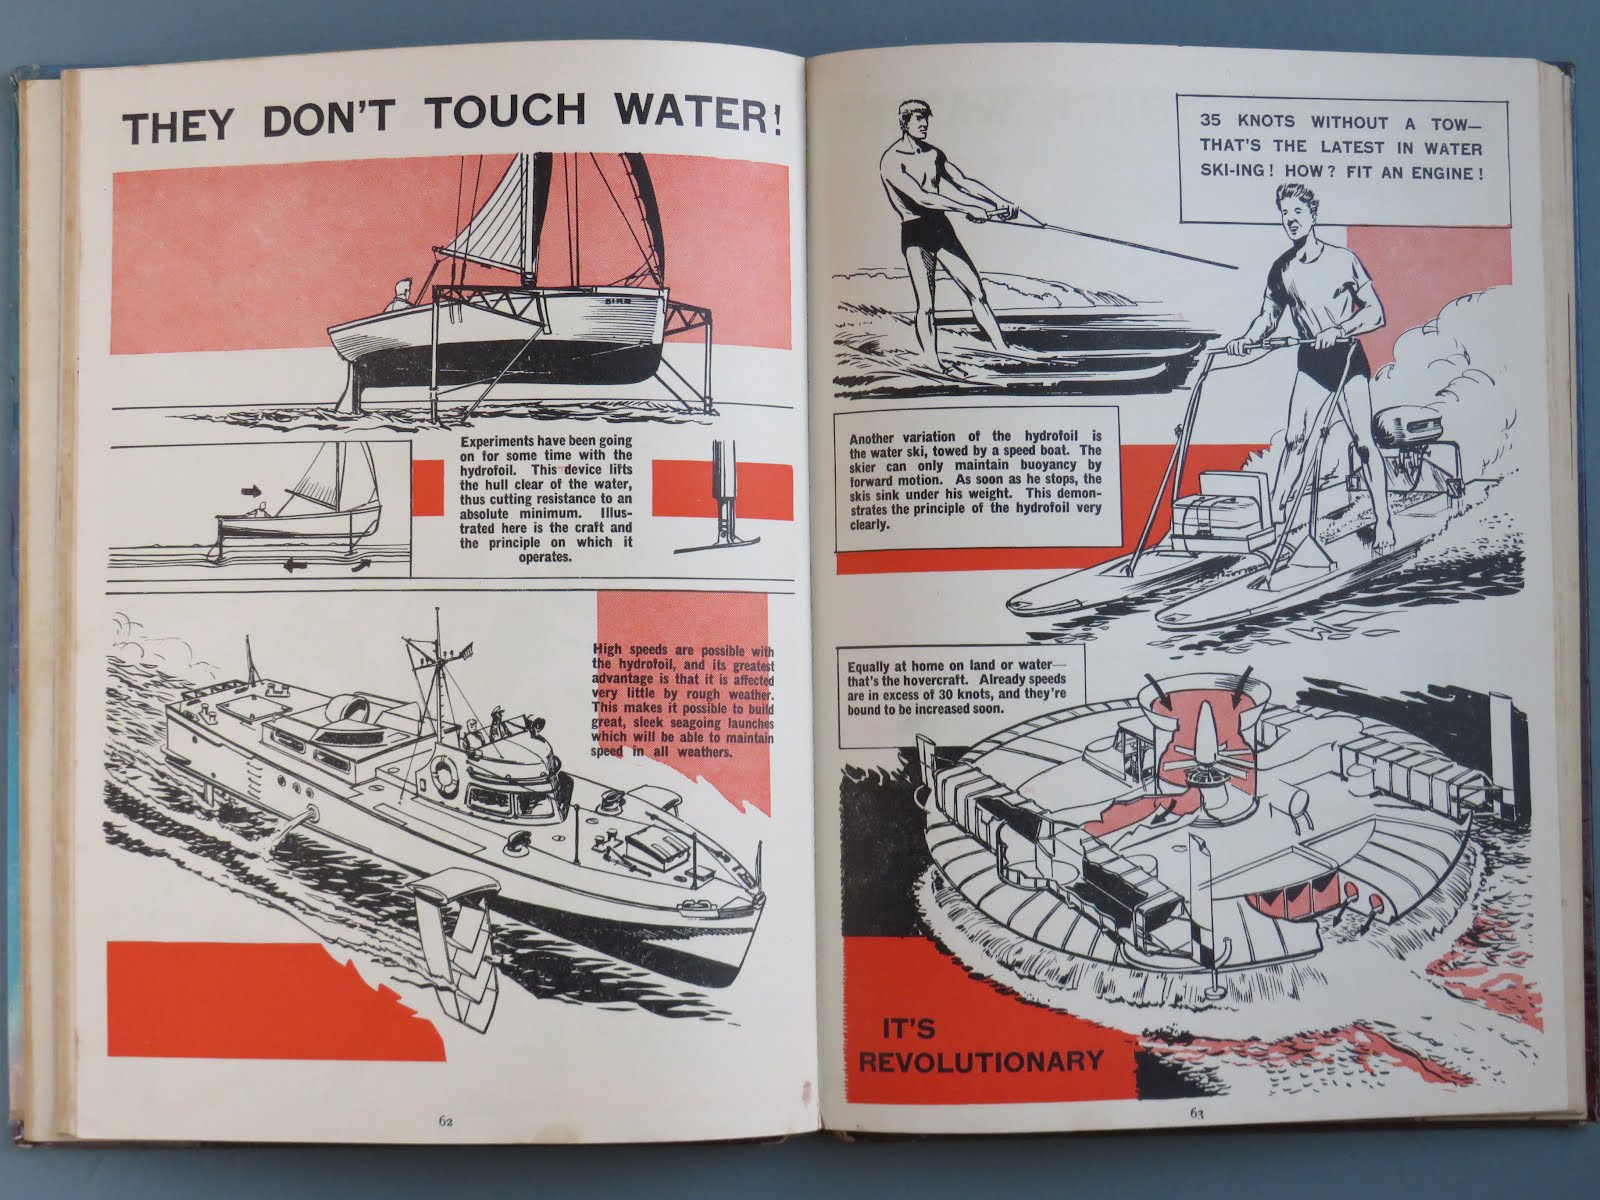 THEY DON'T TOUCH WATER!
Experiments have been going
on for some time with the
hydrofoil. This device lifts
the hull clear of the water,
thus cutting resistance to an
absolute minimum. Illus-
trated here is the craft and
the principle on which it
operates.
High speeds are possible with
the hydrofoil, and its greatest
advantage is that it is affected
very little by rough weather.
This makes it possible to build
great, sleek seagoing launches
which will be able to maintain
speed in all weathers.
62
35 KNOTS WITHOUT A TOW—
THAT'S THE LATEST IN WATER
SKI-ING! HOW? FIT AN ENGINE!
Another variation of the hydrofoil is
the water ski, towed by a speed boat. The
skier can only maintain buoyancy by
forward motion. As soon as he stops, the
skis sink under his weight. This demon-
strates the principle of the hydrofoil very
clearly.
Equally at home on land or water—
that's the hovercraft. Already speeds
are in excess of 30 knots, and they're
bound to be increased soon.
IT'S
REVOLUTIONARY
63